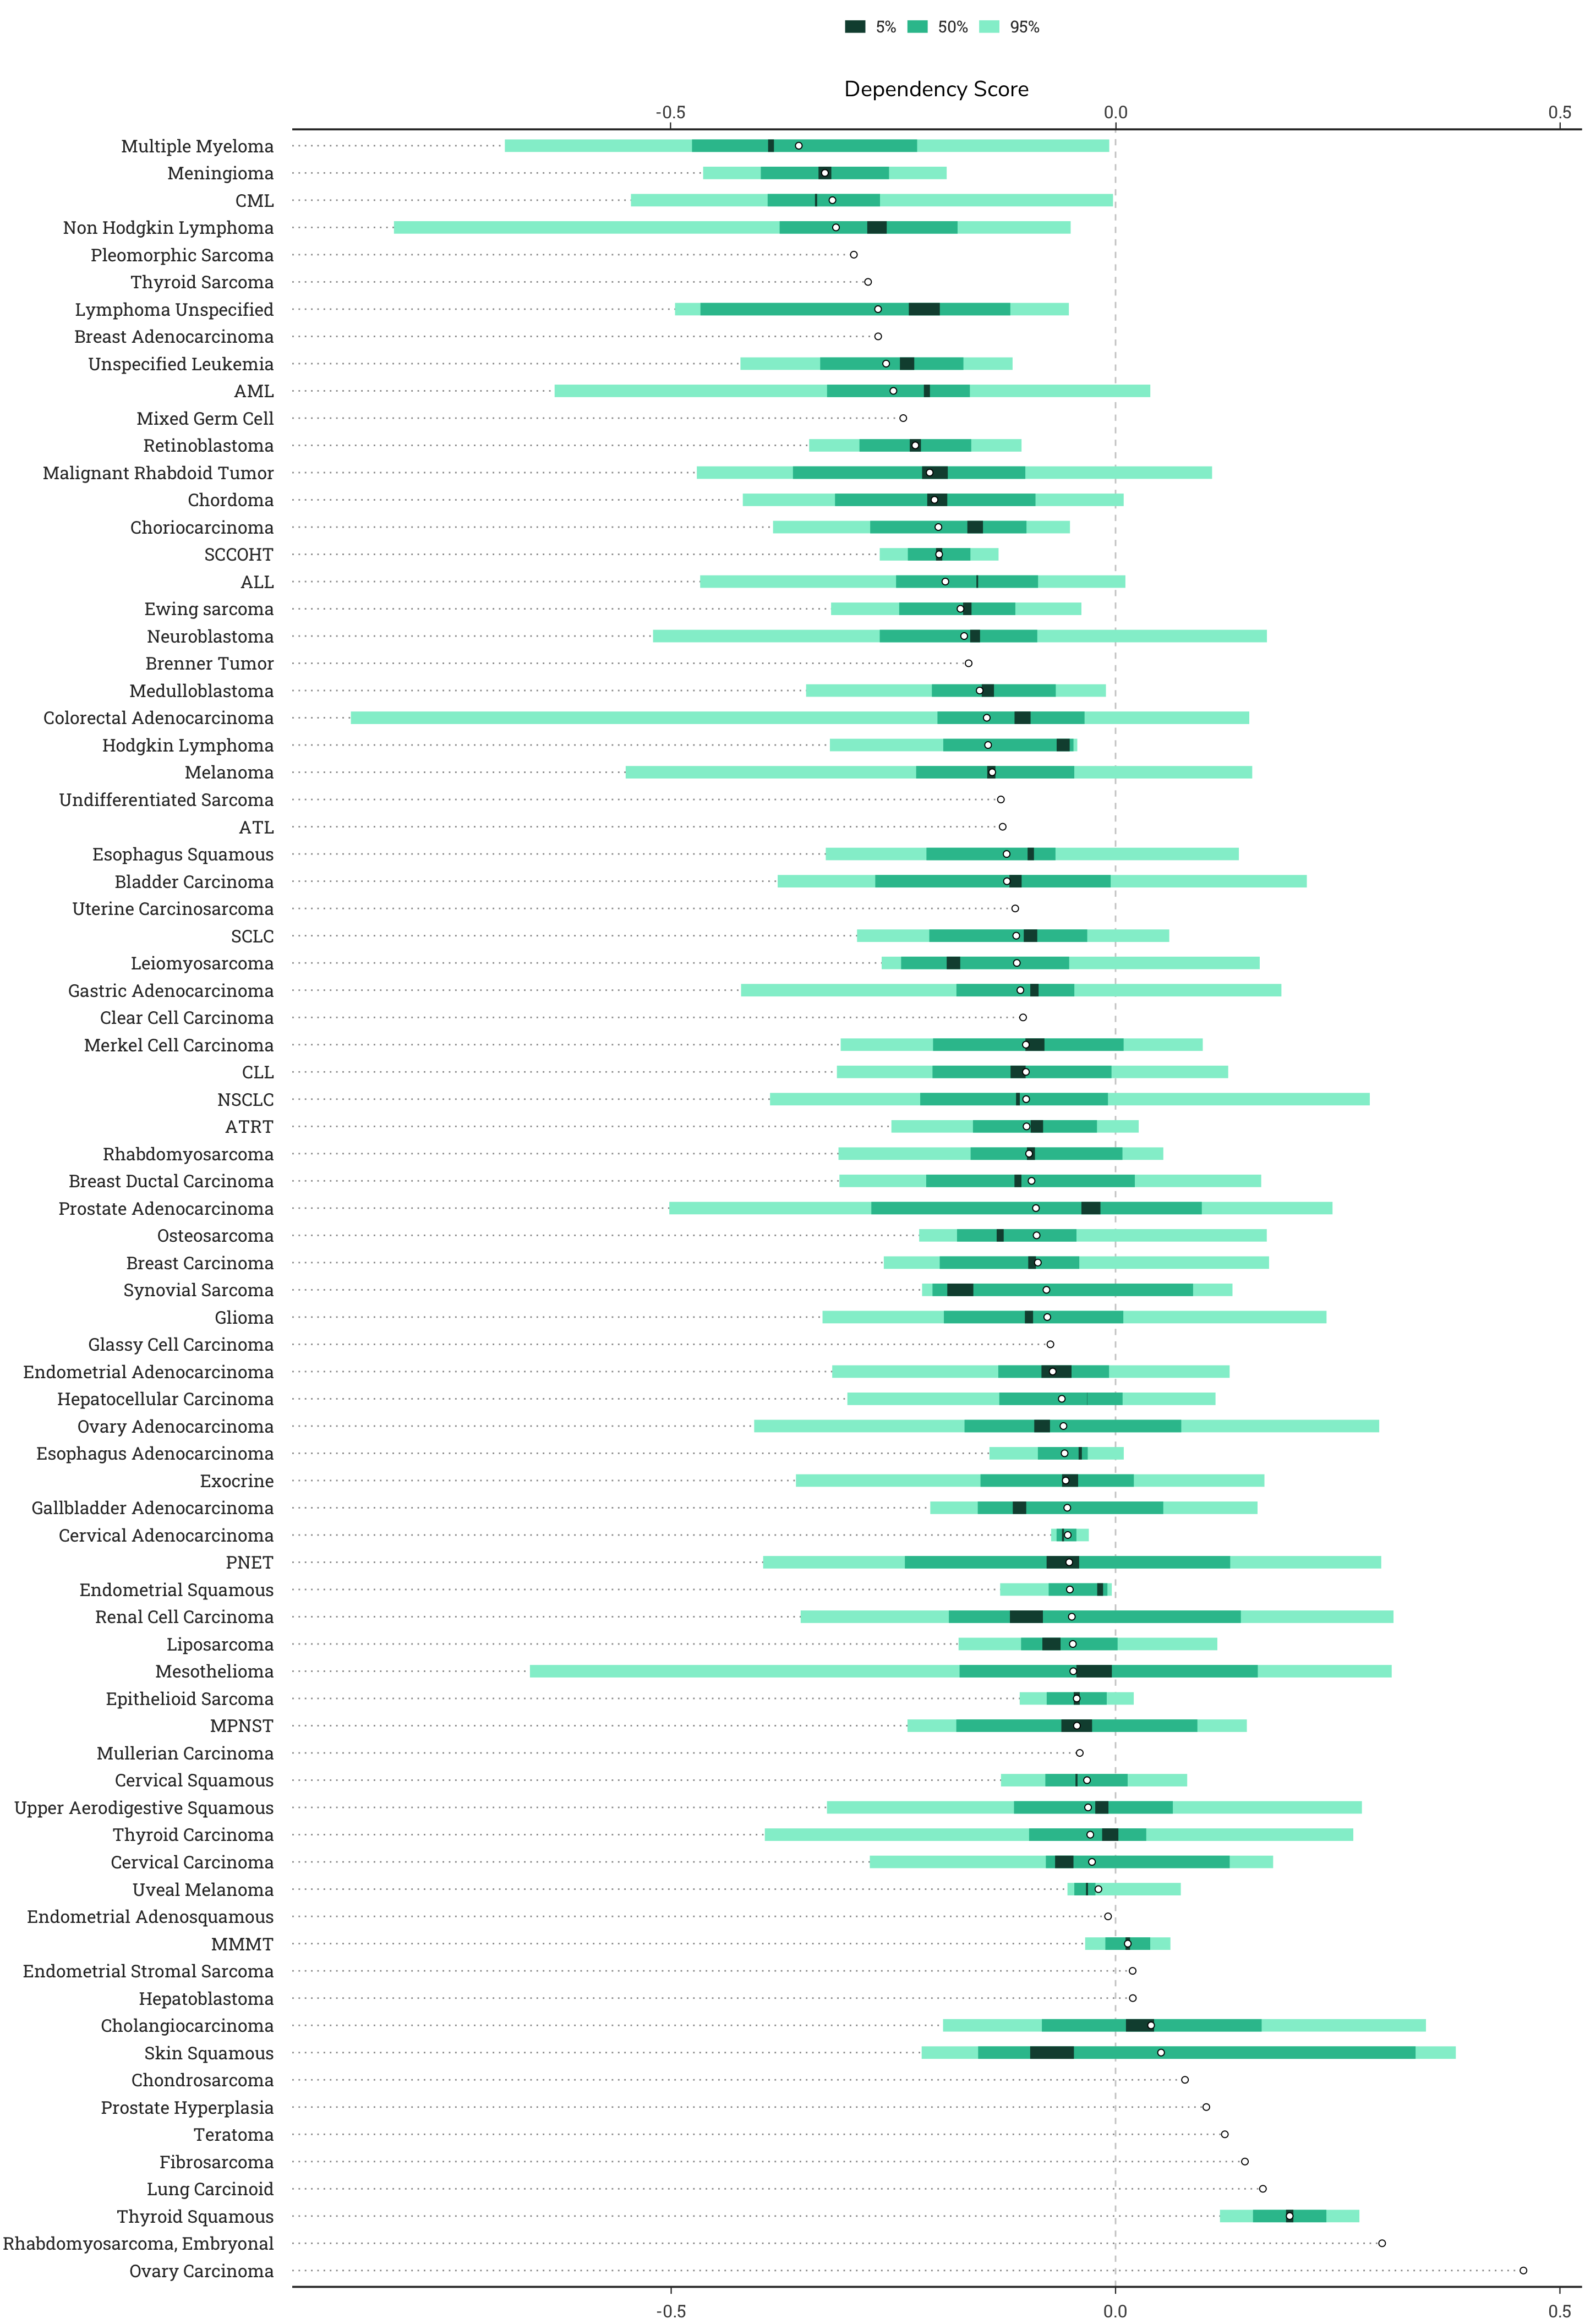 5% 50% 95%
Dependency Score
-0.5 0.0 0.5
Multiple Myeloma
Meningioma
CML
Non Hodgkin Lymphoma
Pleomorphic Sarcoma
Thyroid Sarcoma
Lymphoma Unspecified
Breast Adenocarcinoma
Unspecified Leukemia
AML
Mixed Germ Cell
Retinoblastoma
Malignant Rhabdoid Tumor
Chordoma
Choriocarcinoma
SCCOHT
ALL
Ewing sarcoma
Neuroblastoma
Brenner Tumor
Medulloblastoma
Colorectal Adenocarcinoma
Hodgkin Lymphoma
Melanoma
Undifferentiated Sarcoma
ATL
Esophagus Squamous
Bladder Carcinoma
Uterine Carcinosarcoma
SCLC
Leiomyosarcoma
Gastric Adenocarcinoma
Clear Cell Carcinoma
Merkel Cell Carcinoma
CLL
NSCLC
ATRT
Rhabdomyosarcoma
Breast Ductal Carcinoma
Prostate Adenocarcinoma
Osteosarcoma
Breast Carcinoma
Synovial Sarcoma
Glioma
Glassy Cell Carcinoma
Endometrial Adenocarcinoma
Hepatocellular Carcinoma
Ovary Adenocarcinoma
Esophagus Adenocarcinoma
Exocrine
Gallbladder Adenocarcinoma
Cervical Adenocarcinoma
PNET
Endometrial Squamous
Renal Cell Carcinoma
Liposarcoma
Mesothelioma
Epithelioid Sarcoma
MPNST
Mullerian Carcinoma
Cervical Squamous
Upper Aerodigestive Squamous
Thyroid Carcinoma
Cervical Carcinoma
Uveal Melanoma
Endometrial Adenosquamous
MMMT
Endometrial Stromal Sarcoma
Hepatoblastoma
Cholangiocarcinoma
Skin Squamous
Chondrosarcoma
Prostate Hyperplasia
Teratoma
Fibrosarcoma
Lung Carcinoid
Thyroid Squamous
Rhabdomyosarcoma, Embryonal
Ovary Carcinoma
-0.5 0.0 0.5